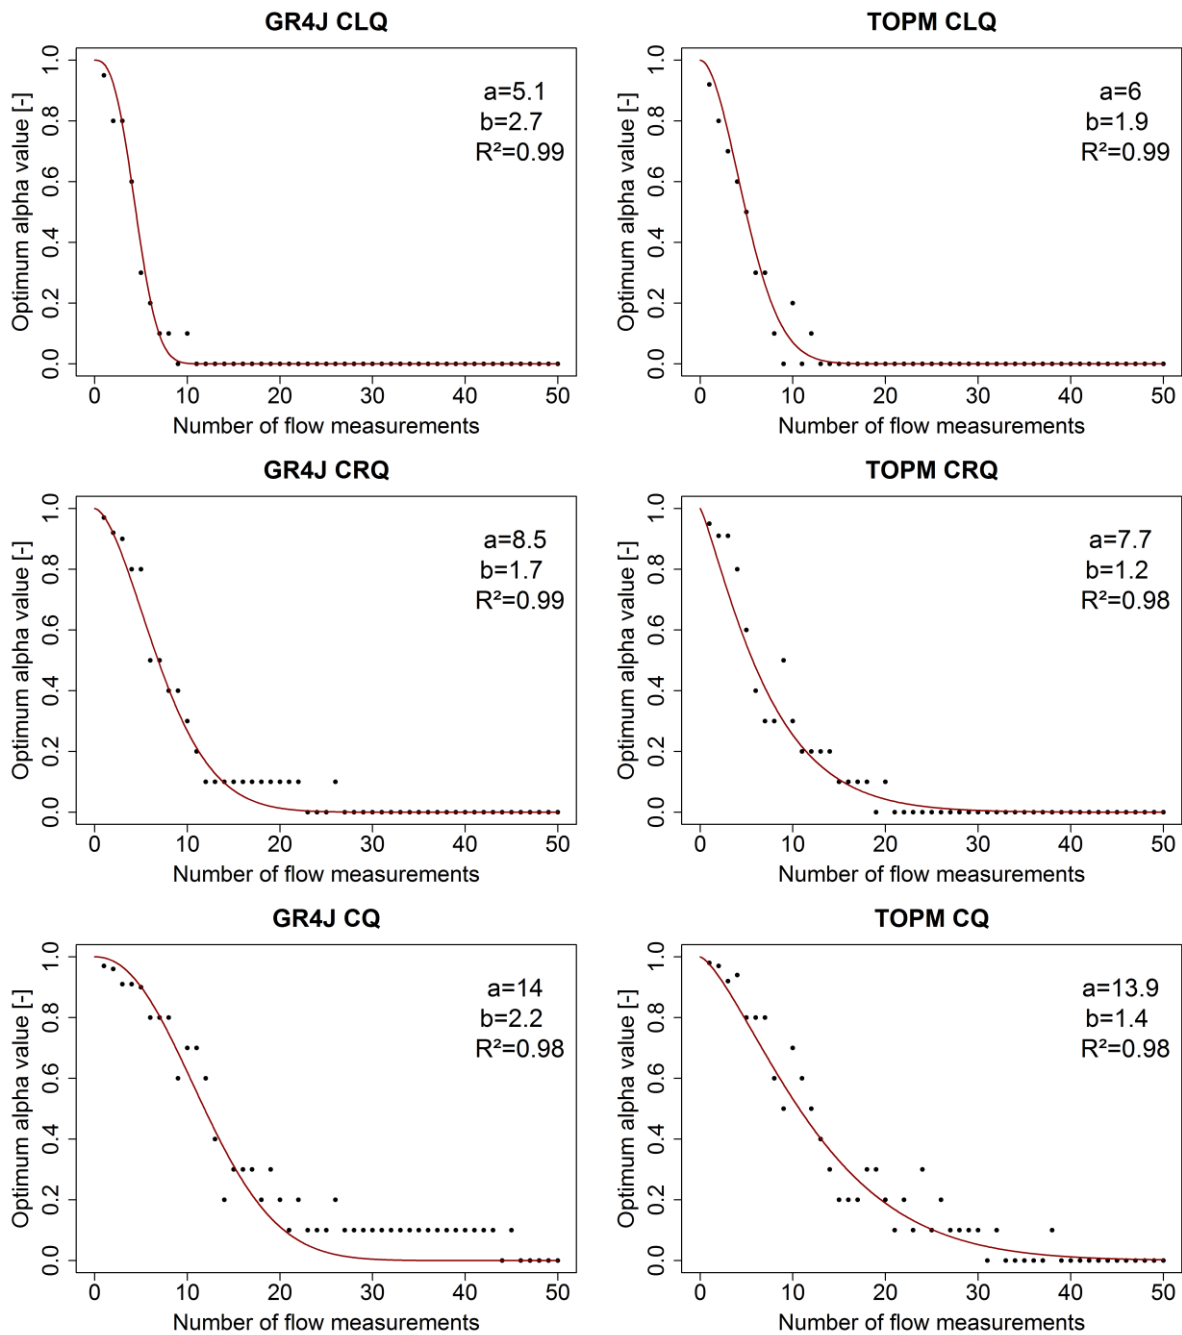 GR4J CLQ
Optimum alpha value [-]
1.0
0.8
0.6
0.4
0.2
0.0
a=5.1
b=2.7
R²=0.99
0 10 20 30 40 50
Number of flow measurements
TOPM CLQ
Optimum alpha value [-]
1.0
0.8
0.6
0.4
0.2
0.0
a=6
b=1.9
R²=0.99
0 10 20 30 40 50
Number of flow measurements
GR4J CRQ
Optimum alpha value [-]
1.0
0.8
0.6
0.4
0.2
0.0
a=8.5
b=1.7
R²=0.99
0 10 20 30 40 50
Number of flow measurements
TOPM CRQ
Optimum alpha value [-]
1.0
0.8
0.6
0.4
0.2
0.0
a=7.7
b=1.2
R²=0.98
0 10 20 30 40 50
Number of flow measurements
GR4J CQ
Optimum alpha value [-]
1.0
0.8
0.6
0.4
0.2
0.0
a=14
b=2.2
R²=0.98
0 10 20 30 40 50
Number of flow measurements
TOPM CQ
Optimum alpha value [-]
1.0
0.8
0.6
0.4
0.2
0.0
a=13.9
b=1.4
R²=0.98
0 10 20 30 40 50
Number of flow measurements